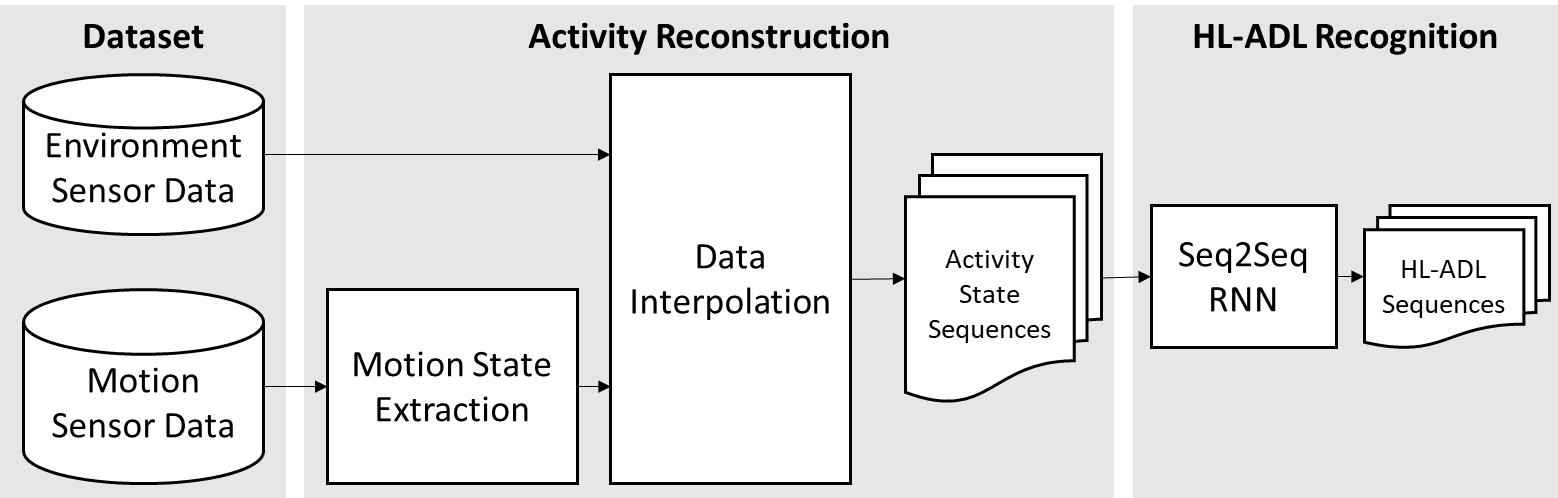 Dataset
Activity Reconstruction
HL-ADL Recognition
Environment
Sensor Data
Motion
Sensor Data
Motion State
Extraction
Data
Interpolation
Activity
State
Sequences
Seq2Seq
RNN
HL-ADL
Sequences